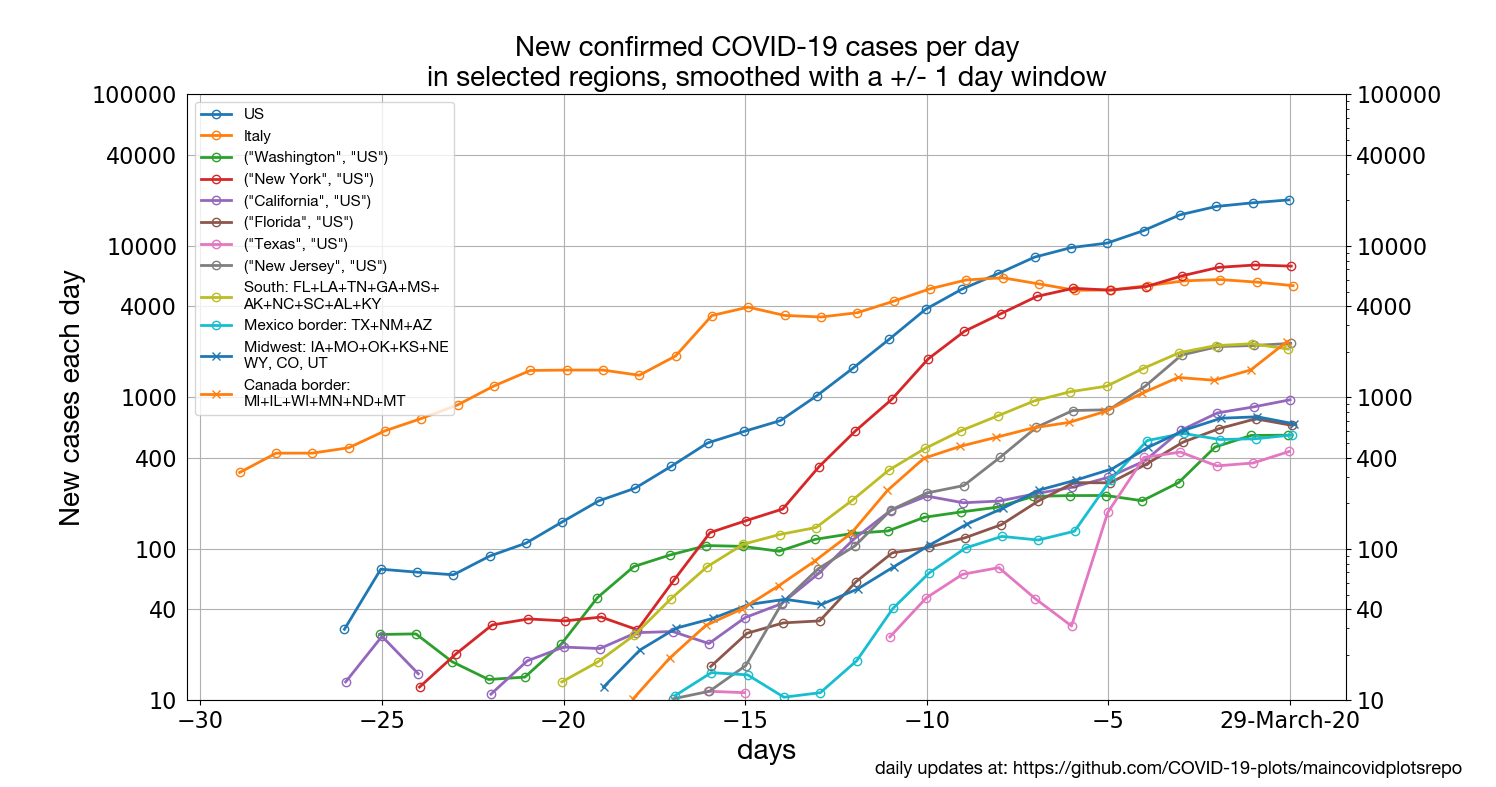 New confirmed COVID-19 cases per day
in selected regions, smoothed with a +/- 1 day window
100000
40000
10000
4000
1000
400
100
40
10
New cases each day
US
Italy
("Washington", "US")
("New York", "US")
("California", "US")
("Florida", "US")
("Texas", "US")
("New Jersey", "US")
South: FL+LA+TN+GA+MS+
AK+NC+SC+AL+KY
Mexico border: TX+NM+AZ
Midwest: IA+MO+OK+KS+NE
WY, CO, UT
Canada border:
MI+IL+WI+MN+ND+MT
100000
40000
10000
4000
1000
400
100
40
10
−30 −25 −20 −15 −10 −5 29-March-20
days
daily updates at: https://github.com/COVID-19-plots/maincovidplotsrepo